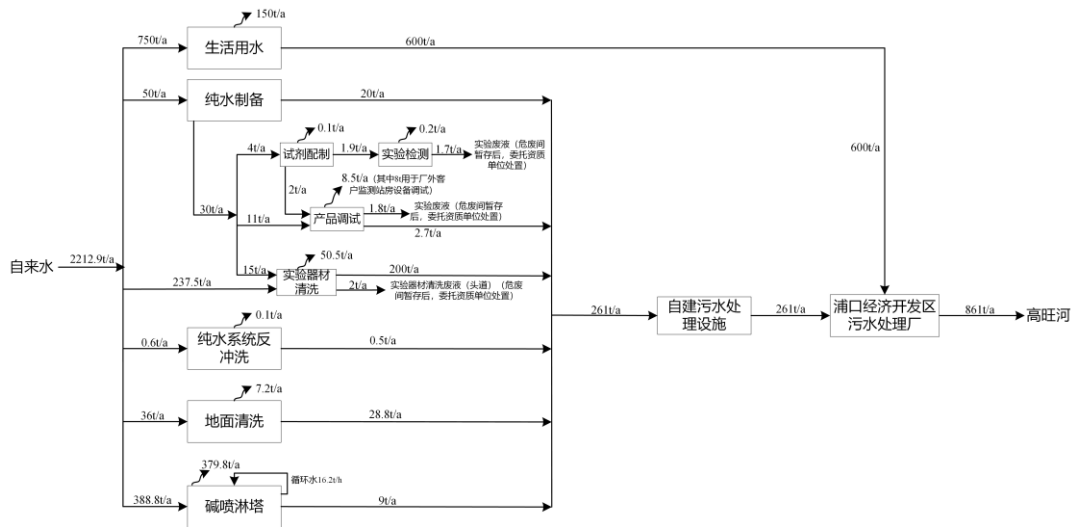 150t/a
750t/a
生活用水
600t/a
50t/a
纯水制备
20t/a
0.1t/a
0.2t/a
4t/a
试剂配制
1.9t/a
实验检测
1.7t/a
实验废液（危废间
暂存后，委托资质
单位处置）
600t/a
2t/a
8.5t/a（其中8t用于厂外客
户监测站房设备调试）
30t/a
11t/a
产品调试
1.8t/a
实验废液（危废间暂存
后，委托资质单位处置）
2.7t/a
自来水
2212.9t/a
50.5t/a
15t/a
实验器材
清洗
200t/a
237.5t/a
2t/a
实验器材清洗废液（头道）（危废
间暂存后，委托资质单位处置）
261t/a
自建污水处
理设施
261t/a
浦口经济开发区
污水处理厂
861t/a
高旺河
0.1t/a
0.6t/a
纯水系统反
冲洗
0.5t/a
7.2t/a
36t/a
地面清洗
28.8t/a
379.8t/a
循环水16.2t/h
388.8t/a
碱喷淋塔
9t/a